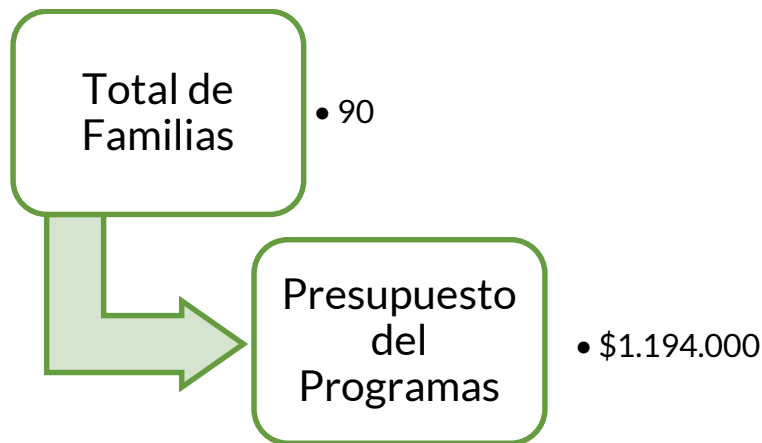 Total de
Familias
• 90
Presupuesto
del
Programas
• $1.194.000